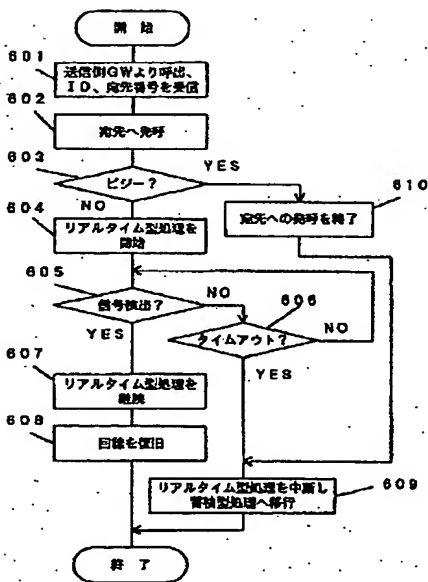 開 始
601
送信側GWより呼出、
ID、宛先番号を受信
602
宛先へ発呼
603
ビジー?
YES
NO
610
宛先への発呼を終了
604
リアルタイム型処理を
開始
605
信号検出?
NO
YES
606
タイムアウト?
NO
YES
607
リアルタイム型処理を
継続
608
回線を復旧
リアルタイム型処理を中断し
蓄積型処理へ移行
609
終 了